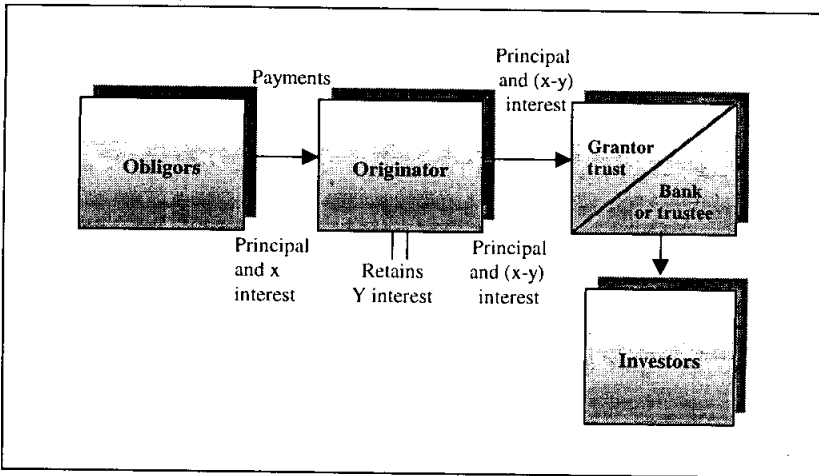 Payments
Principal
and (x-y)
interest
Obligors
Originator
Grantor
trust
Bank
or trustee
Principal
and x
interest
Retains
Y interest
Principal
and (x-y)
interest
Investors